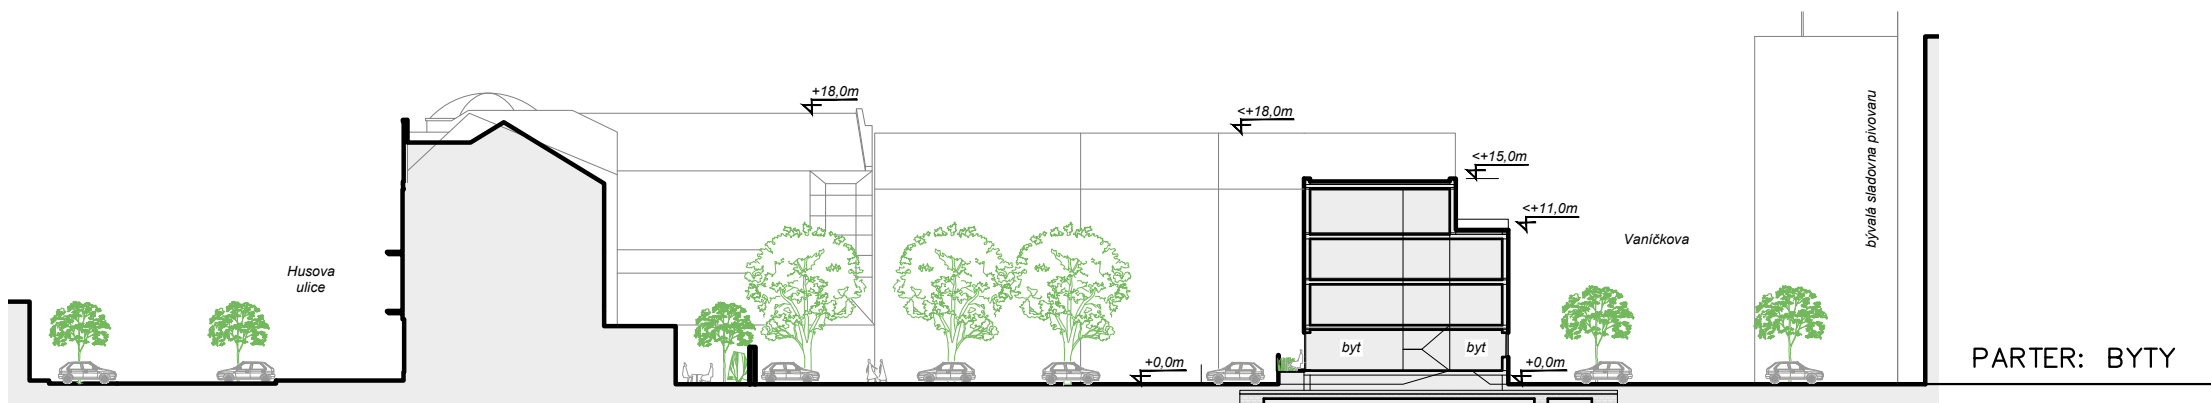 +18,0m
<+18,0m
<+15,0m
<+11,0m
Husova
ulice
Vaníčkova
bývalá sladovna pivovaru
byt
byt
+0,0m
+0,0m
PARTER: BYTY